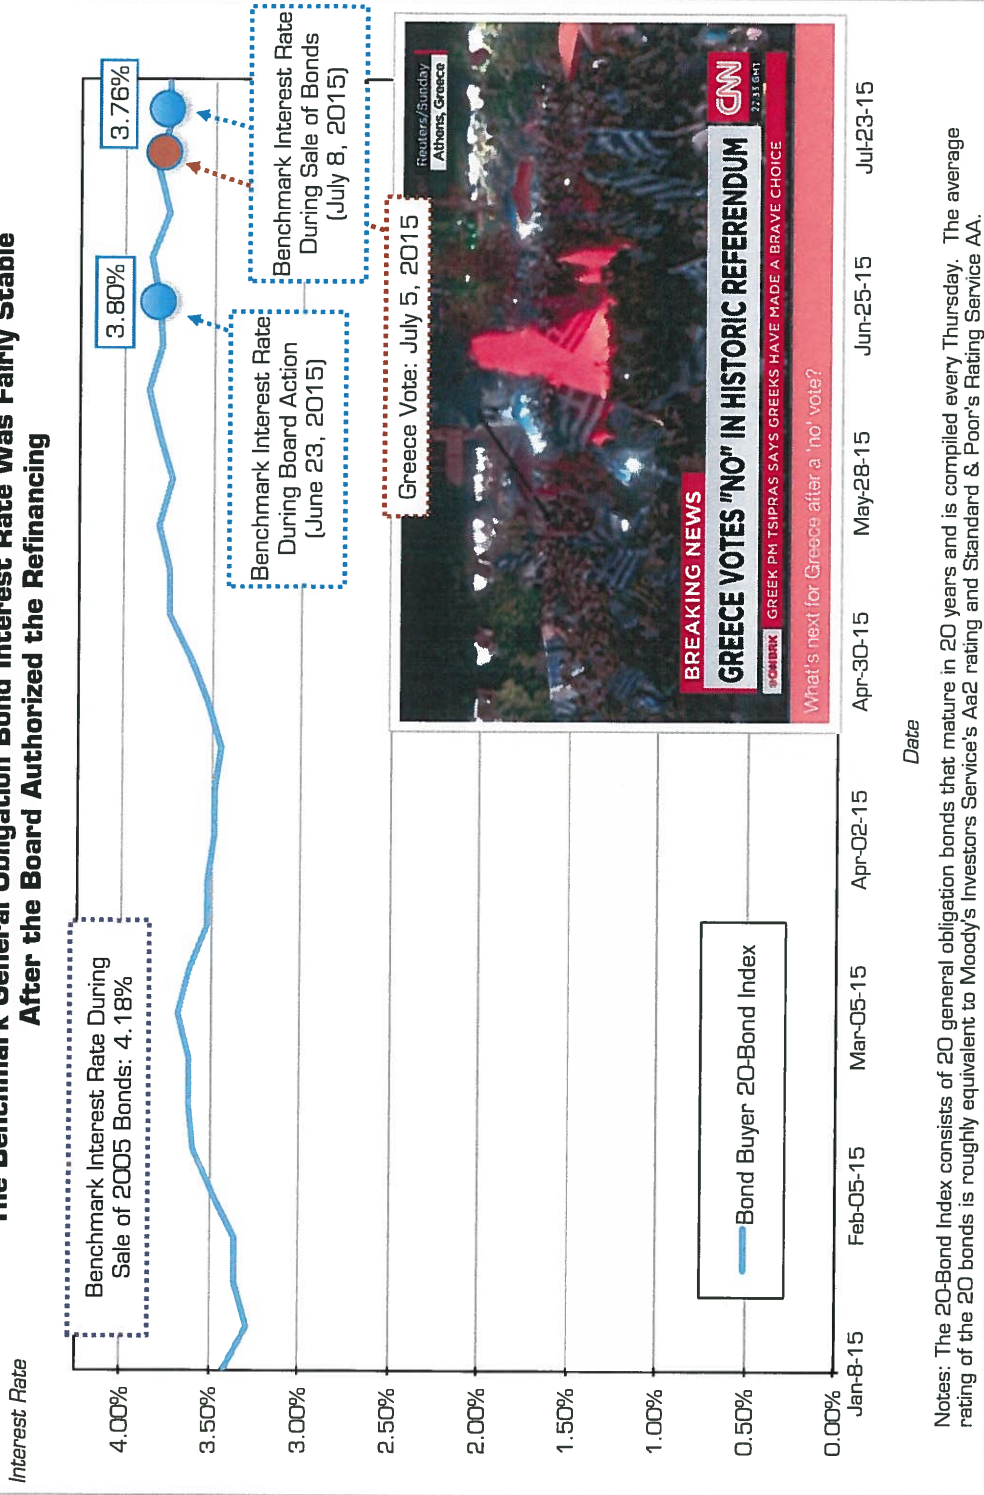 The Benchmark General Obligation Bond Interest Rate Was Fairly Stable
After the Board Authorized the Refinancing
Interest Rate
4.00%
3.50%
3.00%
2.50%
2.00%
1.50%
1.00%
0.50%
0.00%
Benchmark Interest Rate During
Sale of 2005 Bonds: 4.18%
3.80%
3.76%
Benchmark Interest Rate
During Board Action
(June 23, 2015)
Benchmark Interest Rate
During Sale of Bonds
(July 8, 2015)
Greece Vote: July 5, 2015
Reuters/Sunday
Athens, Greece
BREAKING NEWS
GREECE VOTES "NO" IN HISTORIC REFERENDUM
CNN
22:33 GMT
GREEK PM TSIPRAS SAYS GREEKS HAVE MADE A BRAVE CHOICE
What's next for Greece after a 'no' vote?
Bond Buyer 20-Bond Index
Jan-8-15
Feb-05-15
Mar-05-15
Apr-02-15
Apr-30-15
May-28-15
Jun-25-15
Jul-23-15
Date
Notes: The 20-Bond Index consists of 20 general obligation bonds that mature in 20 years and is compiled every Thursday. The average
rating of the 20 bonds is roughly equivalent to Moody's Investors Service's Aa2 rating and Standard & Poor's Rating Service AA.